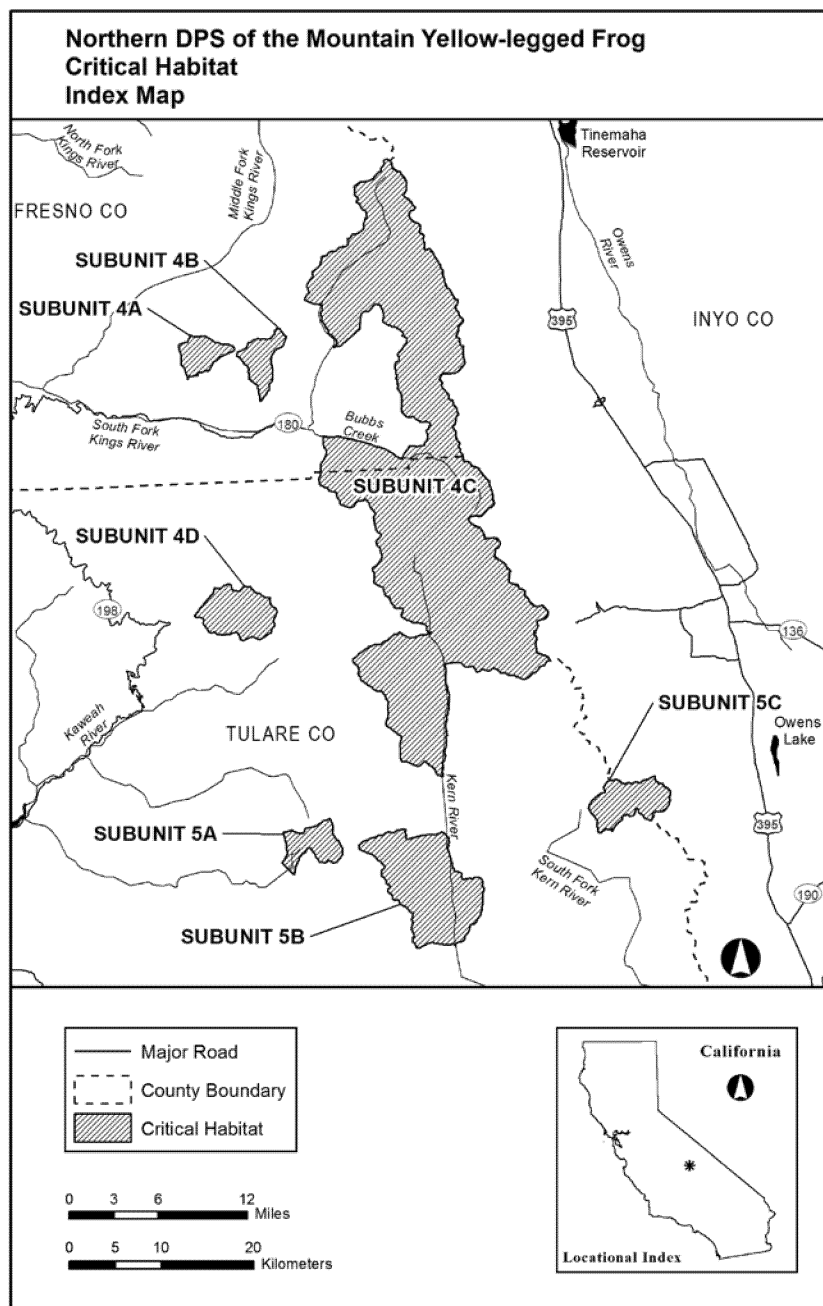 Northern DPS of the Mountain Yellow-legged Frog
Critical Habitat
Index Map
Tinemaha
Reservoir
North Fork
Kings River
Middle Fork
Kings River
FRESNO CO
Owens
River
SUBUNIT 4B
SUBUNIT 4A
395
INYO CO
South Fork
Kings River
180
Bubbs
Creek
SUBUNIT 4C
SUBUNIT 4D
198
136
Kaweah
River
TULARE CO
SUBUNIT 5C
Owens
Lake
Kern River
SUBUNIT 5A
395
South Fork
Kern River
190
SUBUNIT 5B
Major Road
County Boundary
Critical Habitat
California
0 3 6 12
Miles
0 5 10 20
Kilometers
Locational Index